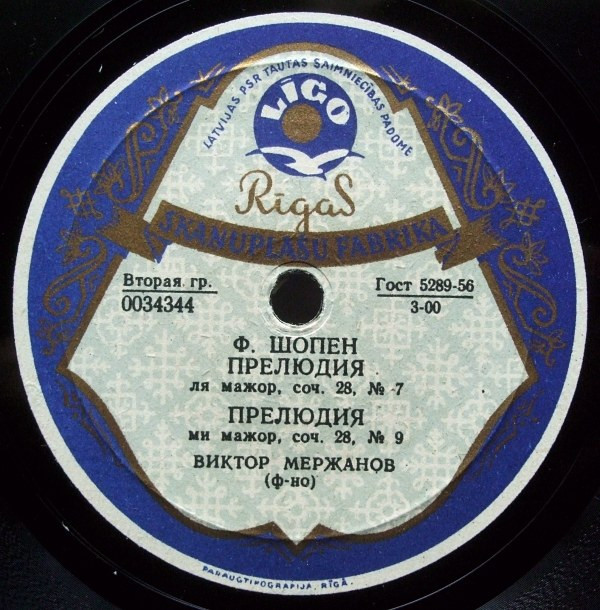 LATVIJAS PSR TAUTAS SAIMNIECĪBAS PADOME
LĪGO
Rīgas
SKAŅUPLAŠU FABRIKA
Вторая гр.
0034344
Гост 5289-56
3-00
Ф. ШОПЕН
ПРЕЛЮДИЯ
ля мажор, соч. 28, № 7
ПРЕЛЮДИЯ
ми мажор, соч. 28, № 9
ВИКТОР МЕРЖАНОВ
(ф-но)
PARAUGTIPOGRAFIJA, RĪGĀ.